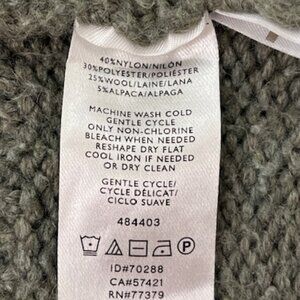 40%NYLON/NILÓN
30%POLYESTER/POLIÉSTER
25%WOOL/LAINE/LANA
5%ALPACA/ALPAGA
MACHINE WASH COLD
GENTLE CYCLE
ONLY NON-CHLORINE
BLEACH WHEN NEEDED
RESHAPE DRY FLAT
COOL IRON IF NEEDED
OR DRY CLEAN
GENTLE CYCLE/
CYCLE DÉLICAT/
CICLO SUAVE
484403
P
ID#70288
CA#57421
RN#77379